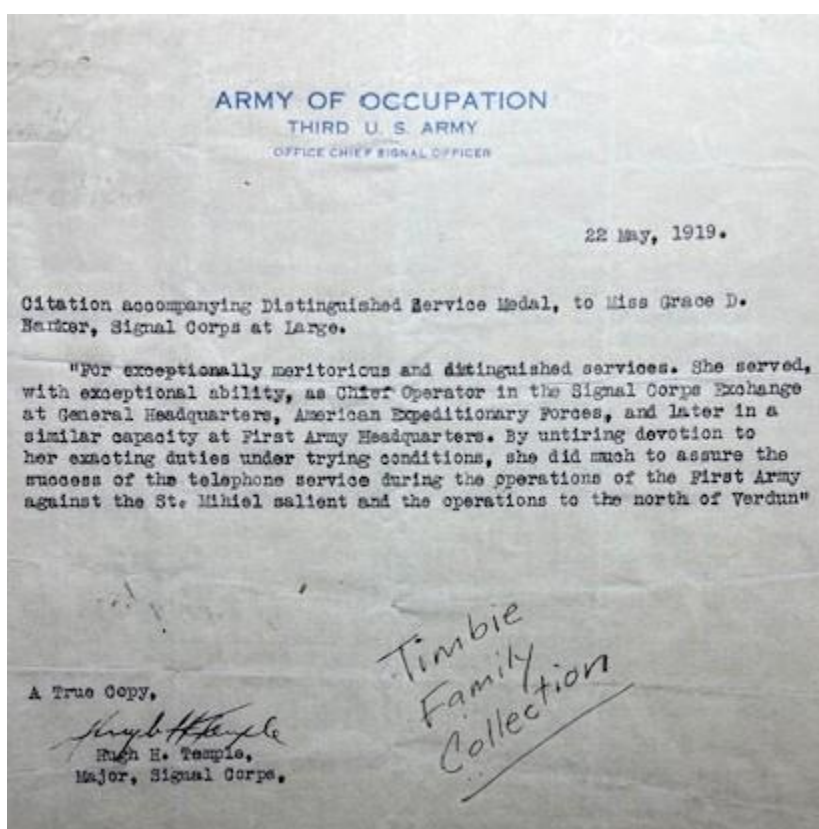 ARMY OF OCCUPATION
THIRD U. S. ARMY
OFFICE CHIEF SIGNAL OFFICER
22 May, 1919.
Citation accompanying Distinguished Service Medal, to Miss Grace D.
Banker, Signal Corps at Large.
"For exceptionally meritorious and ditinguished services. She served,
with exceptional ability, as Chief Operator in the Signal Corps Exchange
at General Headquarters, American Expeditionary Forces, and later in a
similar capacity at First Army Headquarters. By untiring devotion to
her exacting duties under trying conditions, she did much to assure the
success of the telephone service during the operations of the First Army
against the St. Mihiel salient and the operations to the north of Verdun"
Timbie
Family
Collection
A True Copy,
Hugh H Temple
Hugh H. Temple,
Major, Signal Corps.